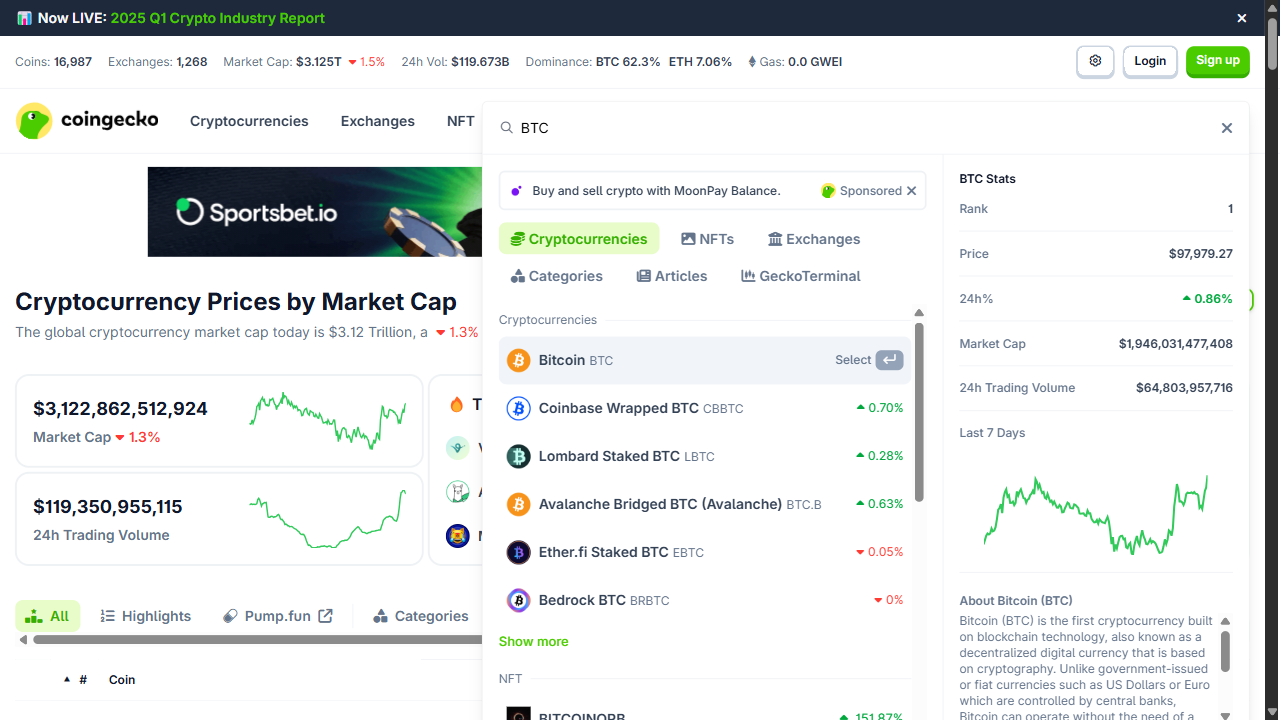 Now LIVE: 2025 Q1 Crypto Industry Report
Coins: 16,987 Exchanges: 1,268 Market Cap: $3.125T 1.5% 24h Vol: $119.673B Dominance: BTC 62.3% ETH 7.06% Gas: 0.0 GWEI
Login
Sign up
coingecko
Cryptocurrencies Exchanges NFT
BTC
Sportsbet.io
Buy and sell crypto with MoonPay Balance. Sponsored
Cryptocurrencies NFTs Exchanges
Categories Articles GeckoTerminal
Cryptocurrency Prices by Market Cap
The global cryptocurrency market cap today is $3.12 Trillion, a 1.3%
$3,122,862,512,924
Market Cap 1.3%
$119,350,955,115
24h Trading Volume
All Highlights Pump.fun Categories
# Coin
Cryptocurrencies
Bitcoin BTC Select
Coinbase Wrapped BTC CBBTC 0.70%
Lombard Staked BTC LBTC 0.28%
Avalanche Bridged BTC (Avalanche) BTC.B 0.63%
Ether.fi Staked BTC EBTC 0.05%
Bedrock BTC BRBTC 0%
Show more
NFT
BITCOINORB 151.87%
BTC Stats
Rank 1
Price $97,979.27
24h% 0.86%
Market Cap $1,946,031,477,408
24h Trading Volume $64,803,957,716
Last 7 Days
About Bitcoin (BTC)
Bitcoin (BTC) is the first cryptocurrency built
on blockchain technology, also known as a
decentralized digital currency that is based
on cryptography. Unlike government-issued
or fiat currencies such as US Dollars or Euro
which are controlled by central banks,
Bitcoin can operate without the need of a